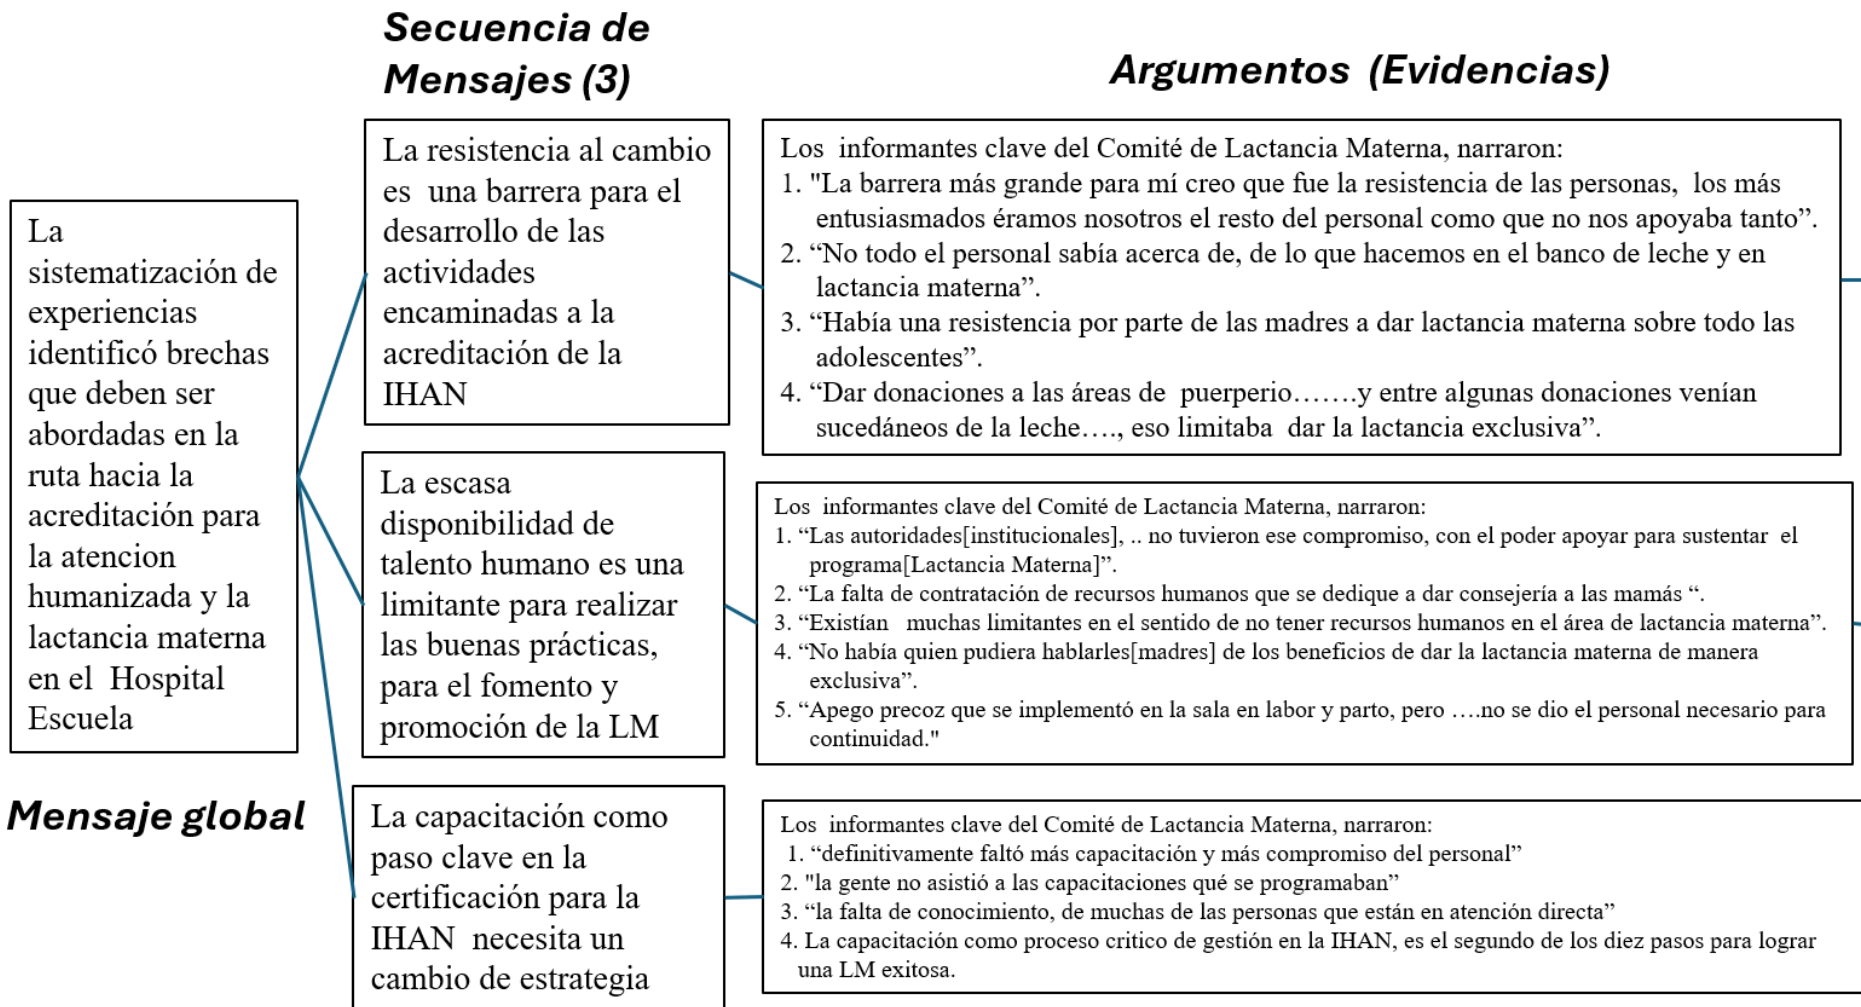 Secuencia de
Mensajes (3)
Argumentos (Evidencias)
La
sistematización de
experiencias
identificó brechas
que deben ser
abordadas en la
ruta hacia la
acreditación para
la atencion
humanizada y la
lactancia materna
en el Hospital
Escuela
Mensaje global
La resistencia al cambio
es una barrera para el
desarrollo de las
actividades
encaminadas a la
acreditación de la
IHAN
Los informantes clave del Comité de Lactancia Materna, narraron:
1. "La barrera más grande para mí creo que fue la resistencia de las personas, los más
entusiasmados éramos nosotros el resto del personal como que no nos apoyaba tanto”.
2. “No todo el personal sabía acerca de, de lo que hacemos en el banco de leche y en
lactancia materna”.
3. “Había una resistencia por parte de las madres a dar lactancia materna sobre todo las
adolescentes”.
4. “Dar donaciones a las áreas de puerperio…….y entre algunas donaciones venían
sucedáneos de la leche…., eso limitaba dar la lactancia exclusiva”.
La escasa
disponibilidad de
talento humano es una
limitante para realizar
las buenas prácticas,
para el fomento y
promoción de la LM
Los informantes clave del Comité de Lactancia Materna, narraron:
1. “Las autoridades[institucionales], .. no tuvieron ese compromiso, con el poder apoyar para sustentar el
programa[Lactancia Materna]”.
2. “La falta de contratación de recursos humanos que se dedique a dar consejería a las mamás “.
3. “Existían muchas limitantes en el sentido de no tener recursos humanos en el área de lactancia materna”.
4. “No había quien pudiera hablarles[madres] de los beneficios de dar la lactancia materna de manera
exclusiva”.
5. “Apego precoz que se implementó en la sala en labor y parto, pero ….no se dio el personal necesario para
continuidad."
La capacitación como
paso clave en la
certificación para la
IHAN necesita un
cambio de estrategia
Los informantes clave del Comité de Lactancia Materna, narraron:
1. “definitivamente faltó más capacitación y más compromiso del personal”
2. "la gente no asistió a las capacitaciones qué se programaban”
3. “la falta de conocimiento, de muchas de las personas que están en atención directa”
4. La capacitación como proceso critico de gestión en la IHAN, es el segundo de los diez pasos para lograr
una LM exitosa.